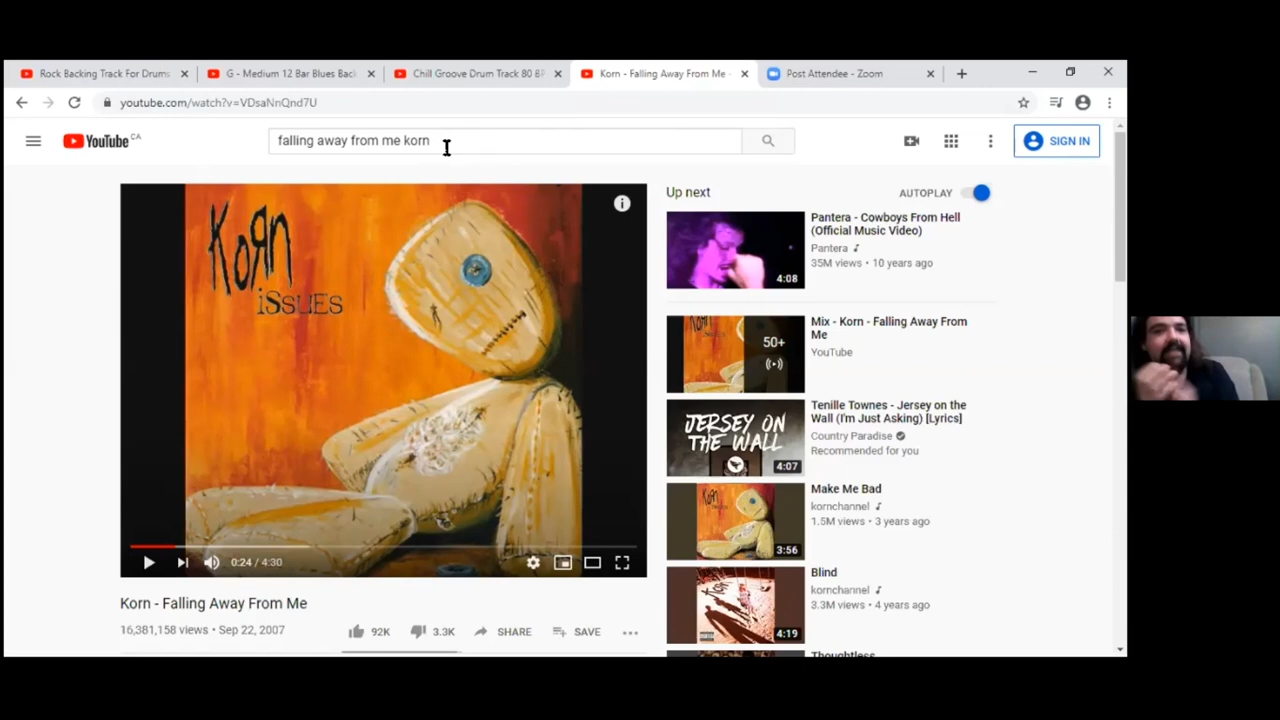 Rock Backing Track For Drums
G - Medium 12 Bar Blues Back
Chill Groove Drum Track 80 BP
Korn - Falling Away From Me -
Post Attendee - Zoom
youtube.com/watch?v=VDsaNnQnd7U
YouTube CA
falling away from me korn
SIGN IN
KoRn
iSSUES
Up next
AUTOPLAY
Pantera - Cowboys From Hell
(Official Music Video)
Pantera
35M views • 10 years ago
4:08
Mix - Korn - Falling Away From
Me
YouTube
50+
Tenille Townes - Jersey on the
Wall (I'm Just Asking) [Lyrics]
Country Paradise
Recommended for you
JERSEY ON
THE WALL
4:07
Make Me Bad
kornchannel
1.5M views • 3 years ago
3:56
Blind
kornchannel
3.3M views • 4 years ago
4:19
Thoughtless
0:24 / 4:30
Korn - Falling Away From Me
16,381,158 views • Sep 22, 2007
92K
3.3K
SHARE
SAVE